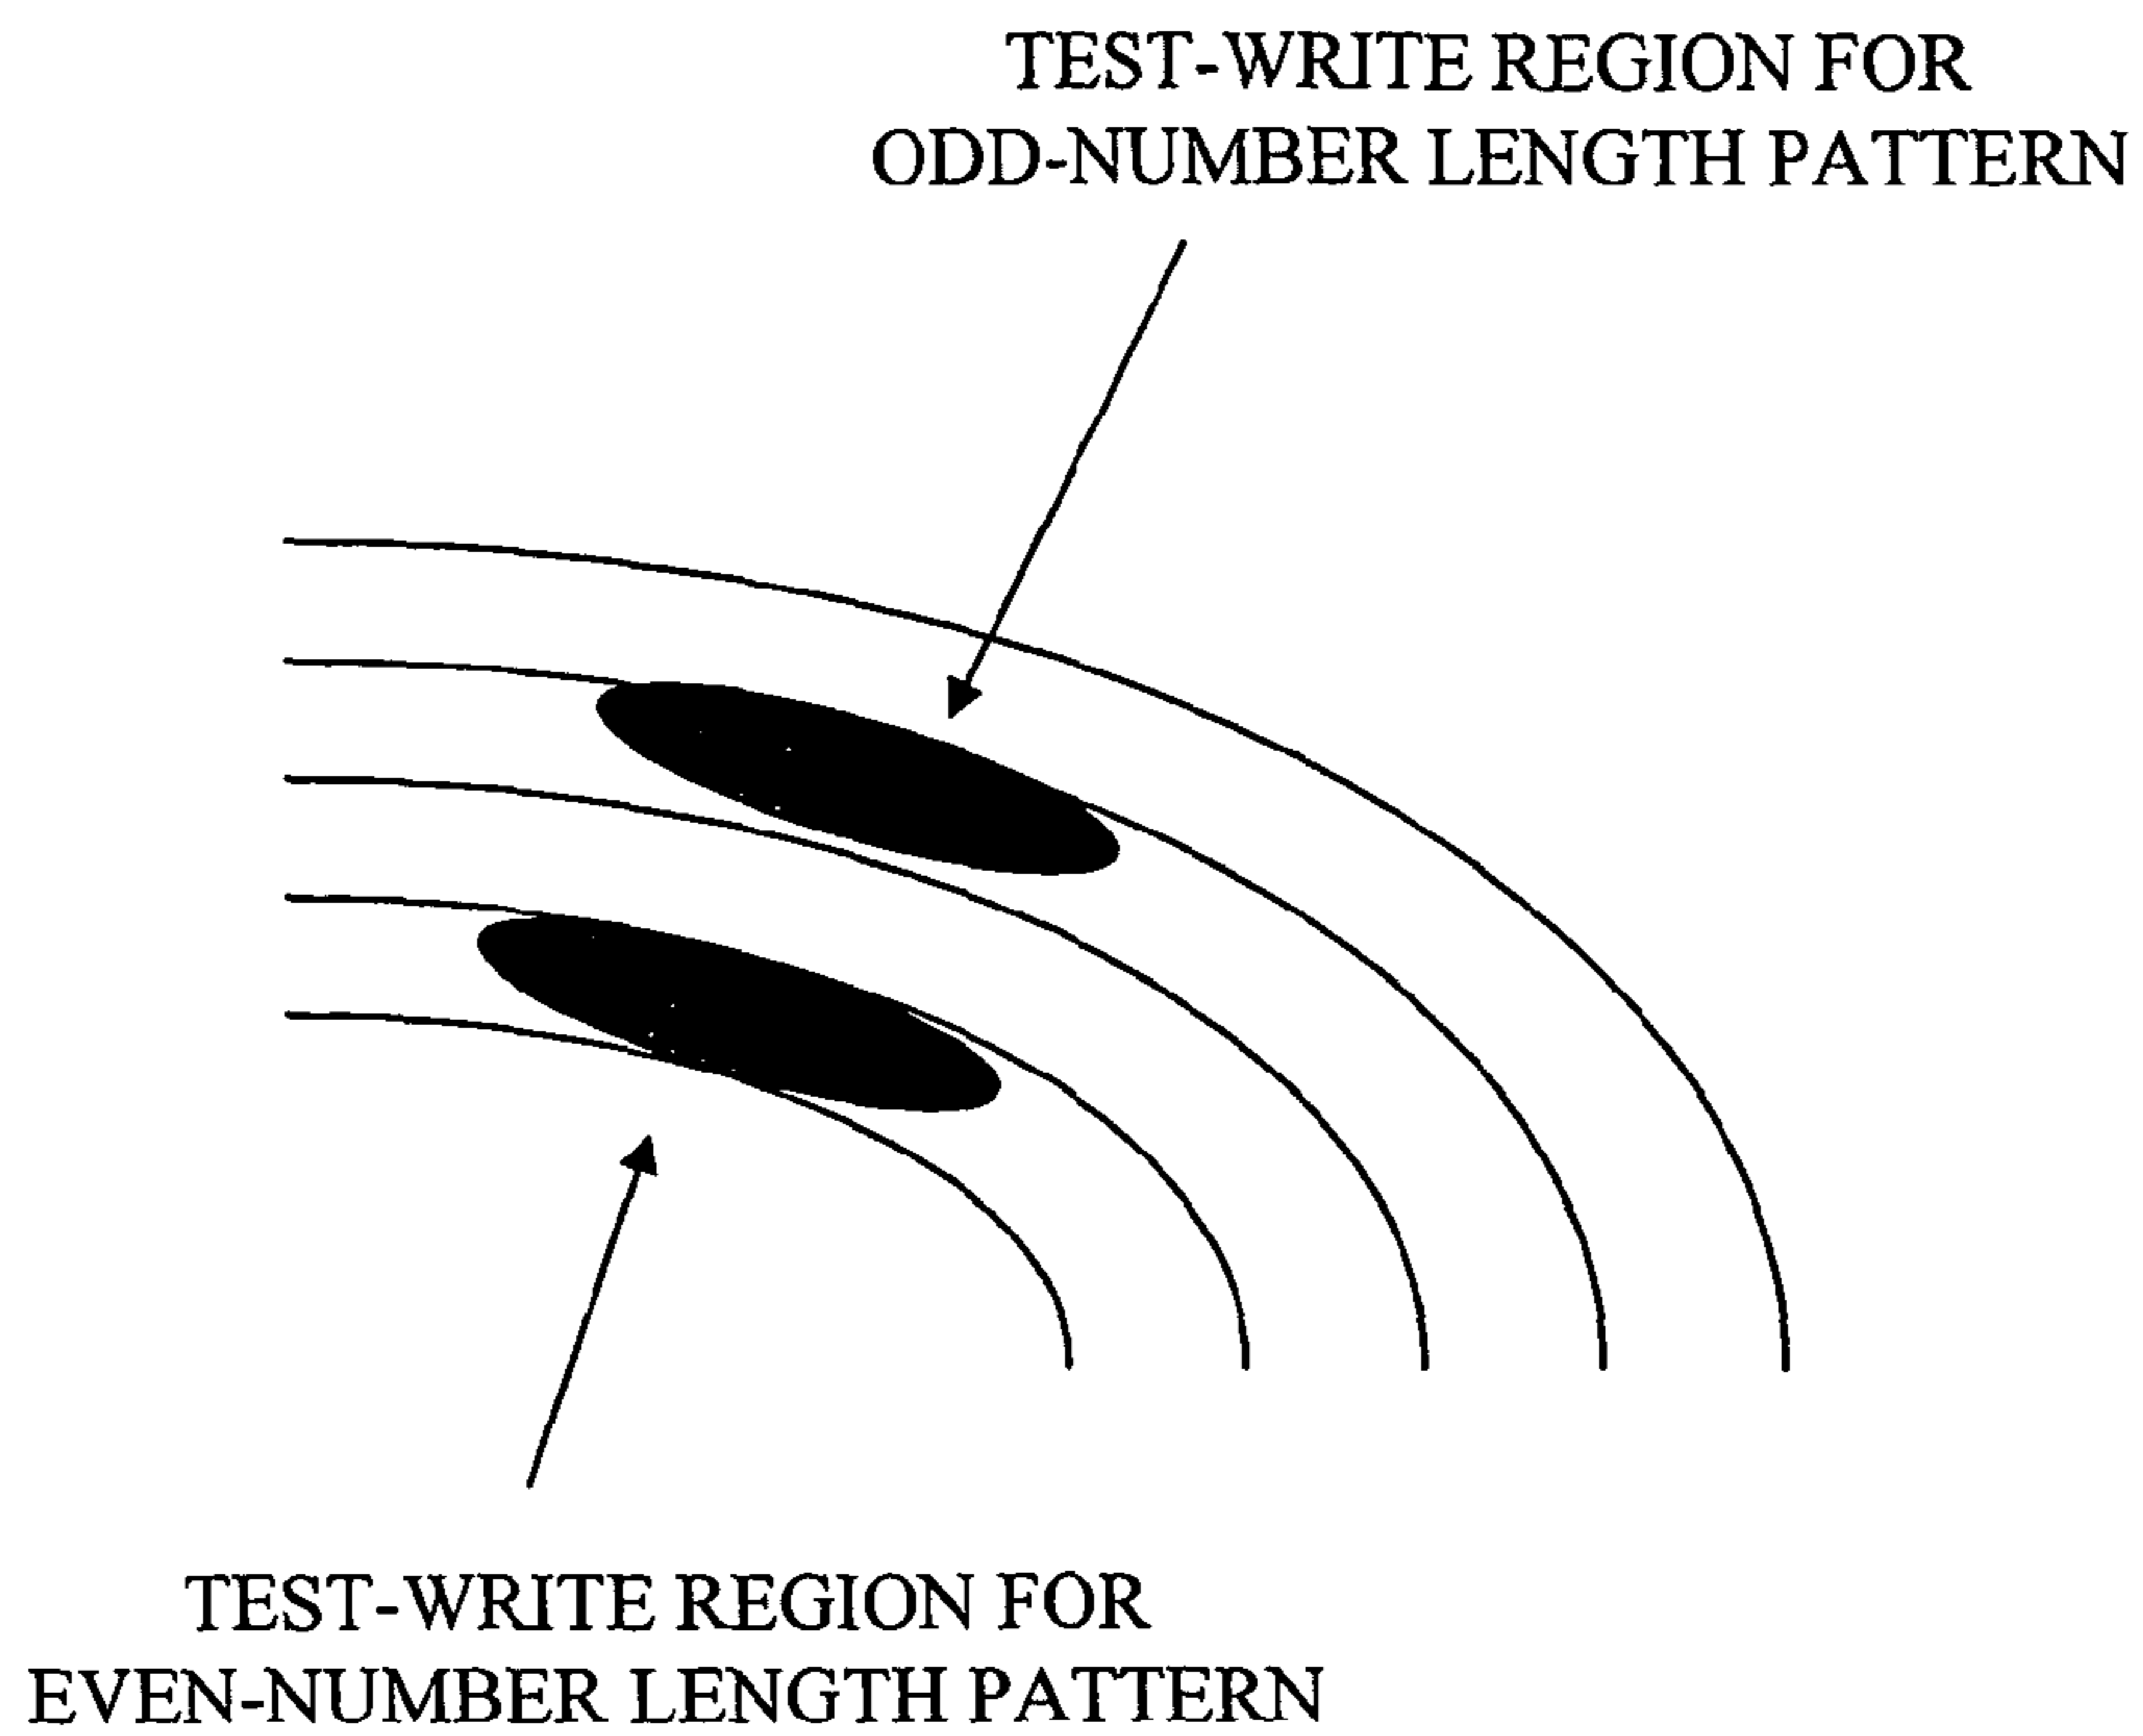 TEST-WRITE REGION FOR
ODD-NUMBER LENGTH PATTERN
TEST-WRITE REGION FOR
EVEN-NUMBER LENGTH PATTERN